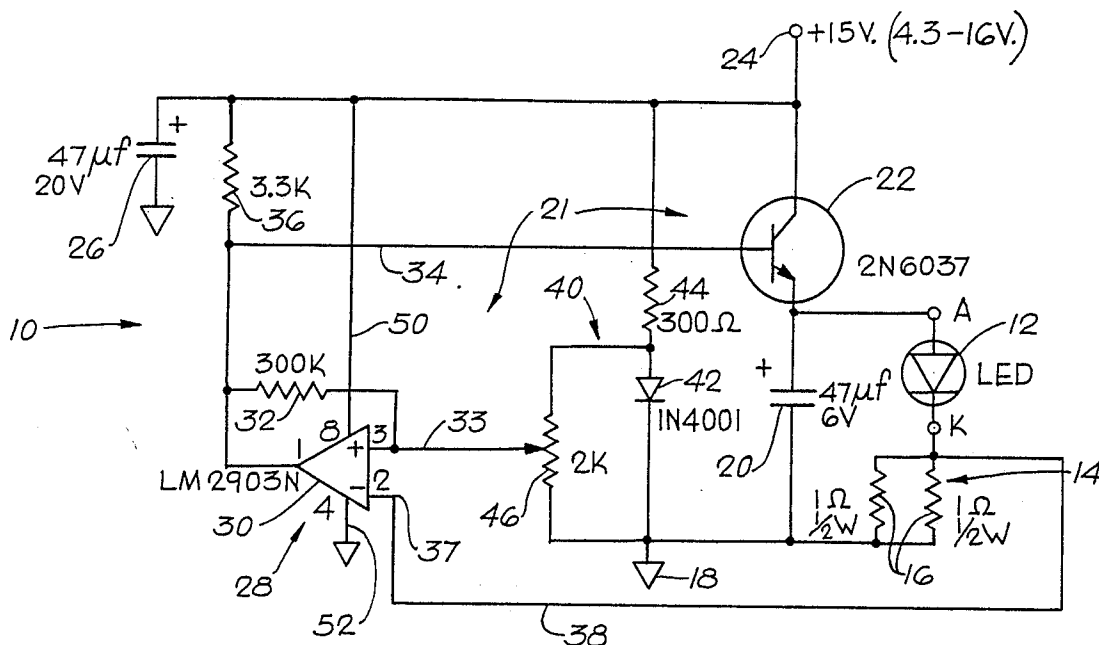 +15V. (4.3-16V.)
24
47µf
20V
+
26
3.3K
36
21
22
2N6037
34
10
50
40
44
300Ω
A
12
LED
K
300K
32
42
1N4001
+
47µf
6V
20
1
8
+
3
33
2K
46
14
LM2903N
-
2
30
4
37
1Ω
1/2W
1Ω
1/2W
16
28
52
18
38